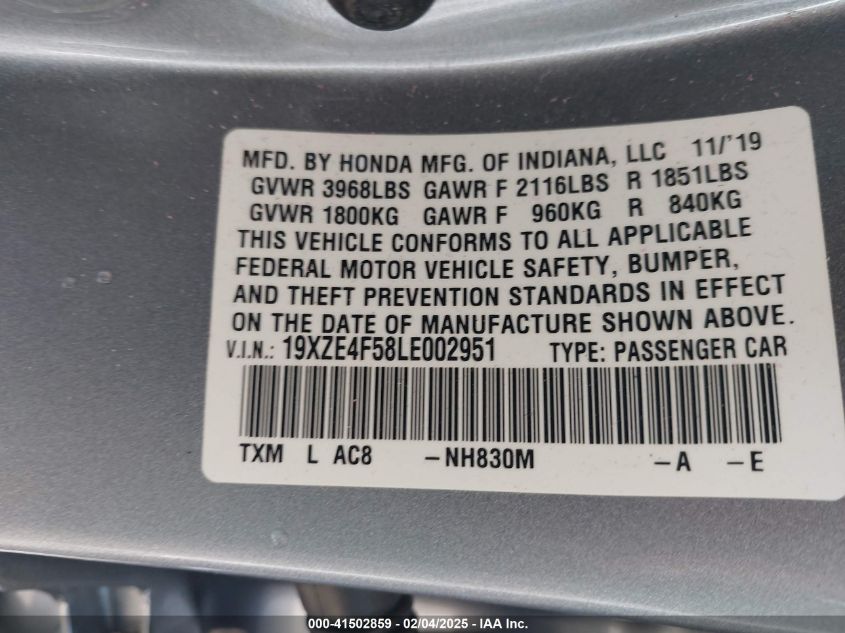 MFD. BY HONDA MFG. OF INDIANA, LLC 11/'19
GVWR 3968LBS GAWR F 2116LBS R 1851LBS
GVWR 1800KG GAWR F 960KG R 840KG
THIS VEHICLE CONFORMS TO ALL APPLICABLE
FEDERAL MOTOR VEHICLE SAFETY, BUMPER,
AND THEFT PREVENTION STANDARDS IN EFFECT
ON THE DATE OF MANUFACTURE SHOWN ABOVE.
V.I.N.: 19XZE4F58LE002951 TYPE: PASSENGER CAR
TXM L AC8 -NH830M -A -E
000-41502859 - 02/04/2025 - IAA Inc.